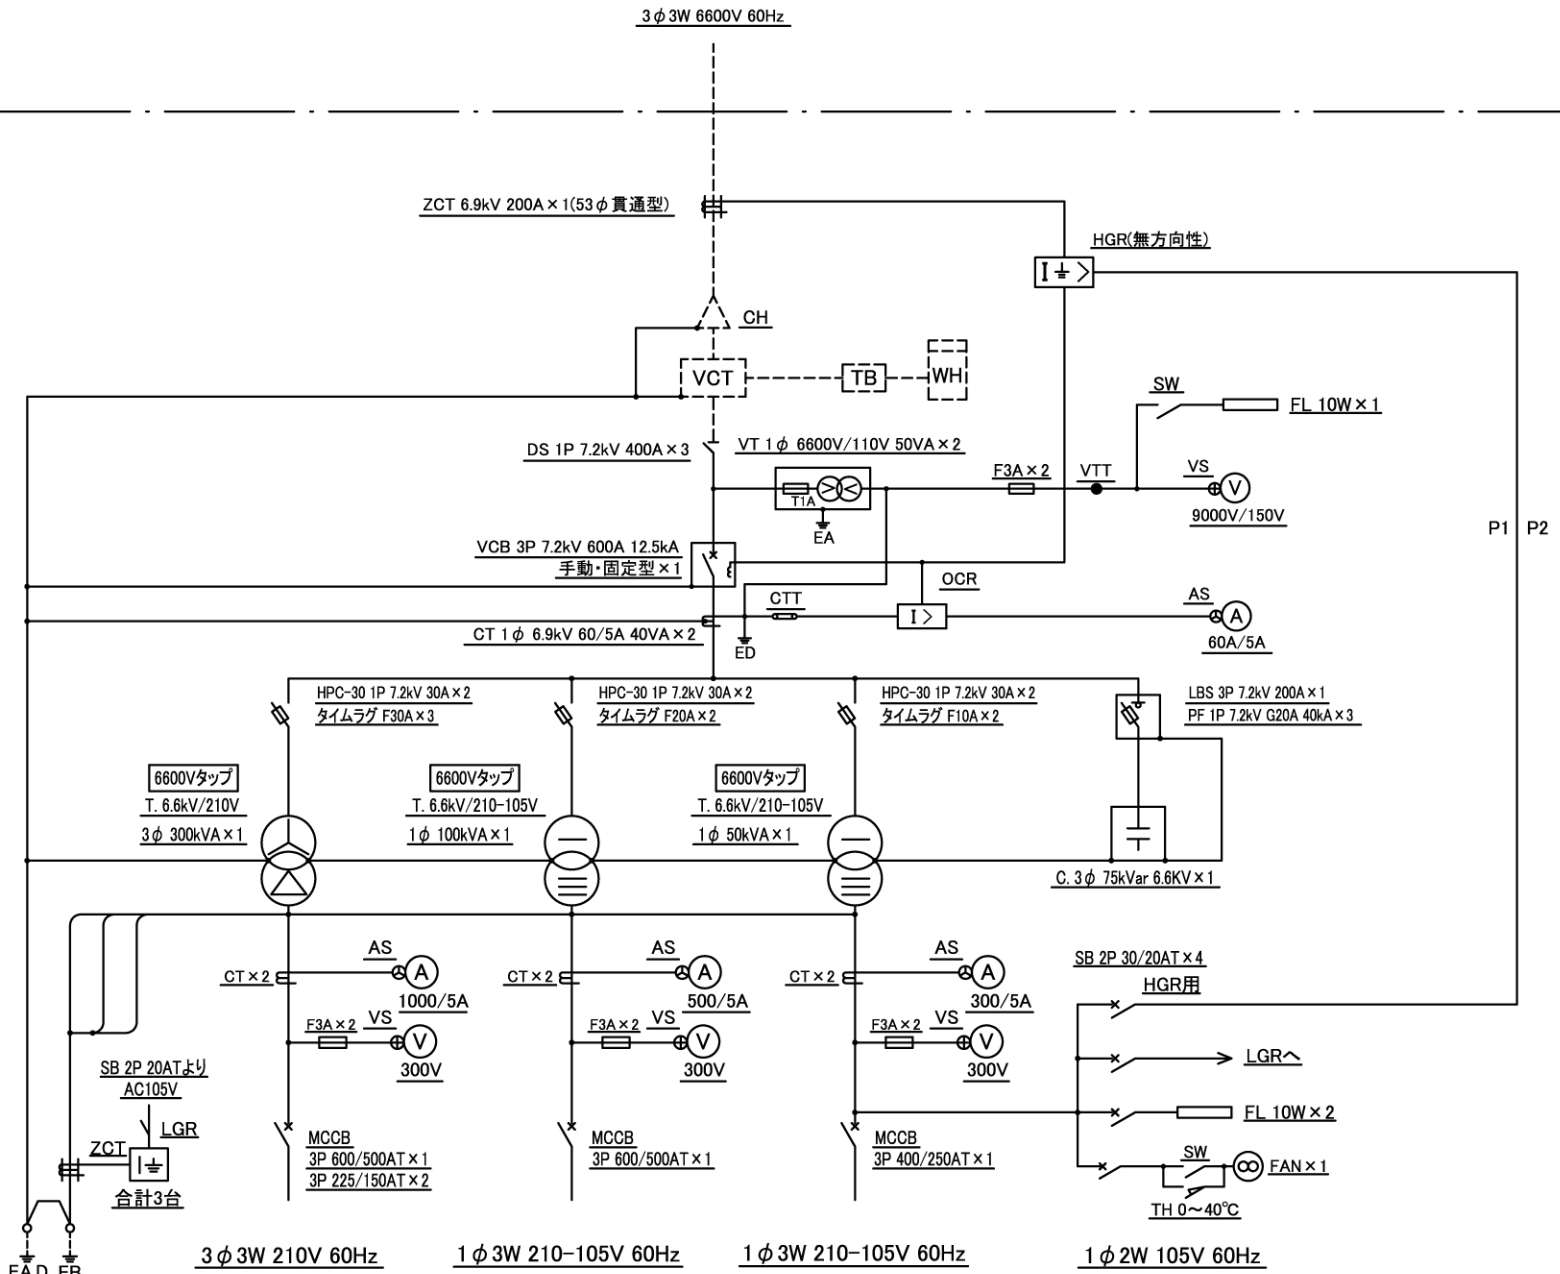 3φ3W 6600V 60Hz
ZCT 6.9kV 200A×1(53φ貫通型)
HGR(無方向性)
I >
CH
VCT
TB
WH
SW
FL 10W×1
DS 1P 7.2kV 400A×3
VT 1φ 6600V/110V 50VA×2
T1A
EA
F3A×2
VTT
VS
V
9000V/150V
P1
P2
VCB 3P 7.2kV 600A 12.5kA
手動・固定型×1
OCR
CTT
I >
AS
A
60A/5A
CT 1φ 6.9kV 60/5A 40VA×2
ED
HPC-30 1P 7.2kV 30A×2
タイムラグ F30A×3
HPC-30 1P 7.2kV 30A×2
タイムラグ F20A×2
HPC-30 1P 7.2kV 30A×2
タイムラグ F10A×2
LBS 3P 7.2kV 200A×1
PF 1P 7.2kV G20A 40kA×3
6600Vタップ
T. 6.6kV/210V
3φ 300kVA×1
6600Vタップ
T. 6.6kV/210-105V
1φ 100kVA×1
6600Vタップ
T. 6.6kV/210-105V
1φ 50kVA×1
C. 3φ 75kVar 6.6KV×1
CT×2
AS
A
1000/5A
F3A×2
VS
V
300V
CT×2
AS
A
500/5A
F3A×2
VS
V
300V
CT×2
AS
A
300/5A
F3A×2
VS
V
300V
SB 2P 30/20AT×4
HGR用
LGRへ
FL 10W×2
SW
FAN×1
TH 0～40℃
SB 2P 20ATより
AC105V
LGR
ZCT
I
合計3台
MCCB
3P 600/500AT×1
3P 225/150AT×2
MCCB
3P 600/500AT×1
MCCB
3P 400/250AT×1
EA.D
EB
3φ3W 210V 60Hz
1φ3W 210-105V 60Hz
1φ3W 210-105V 60Hz
1φ2W 105V 60Hz